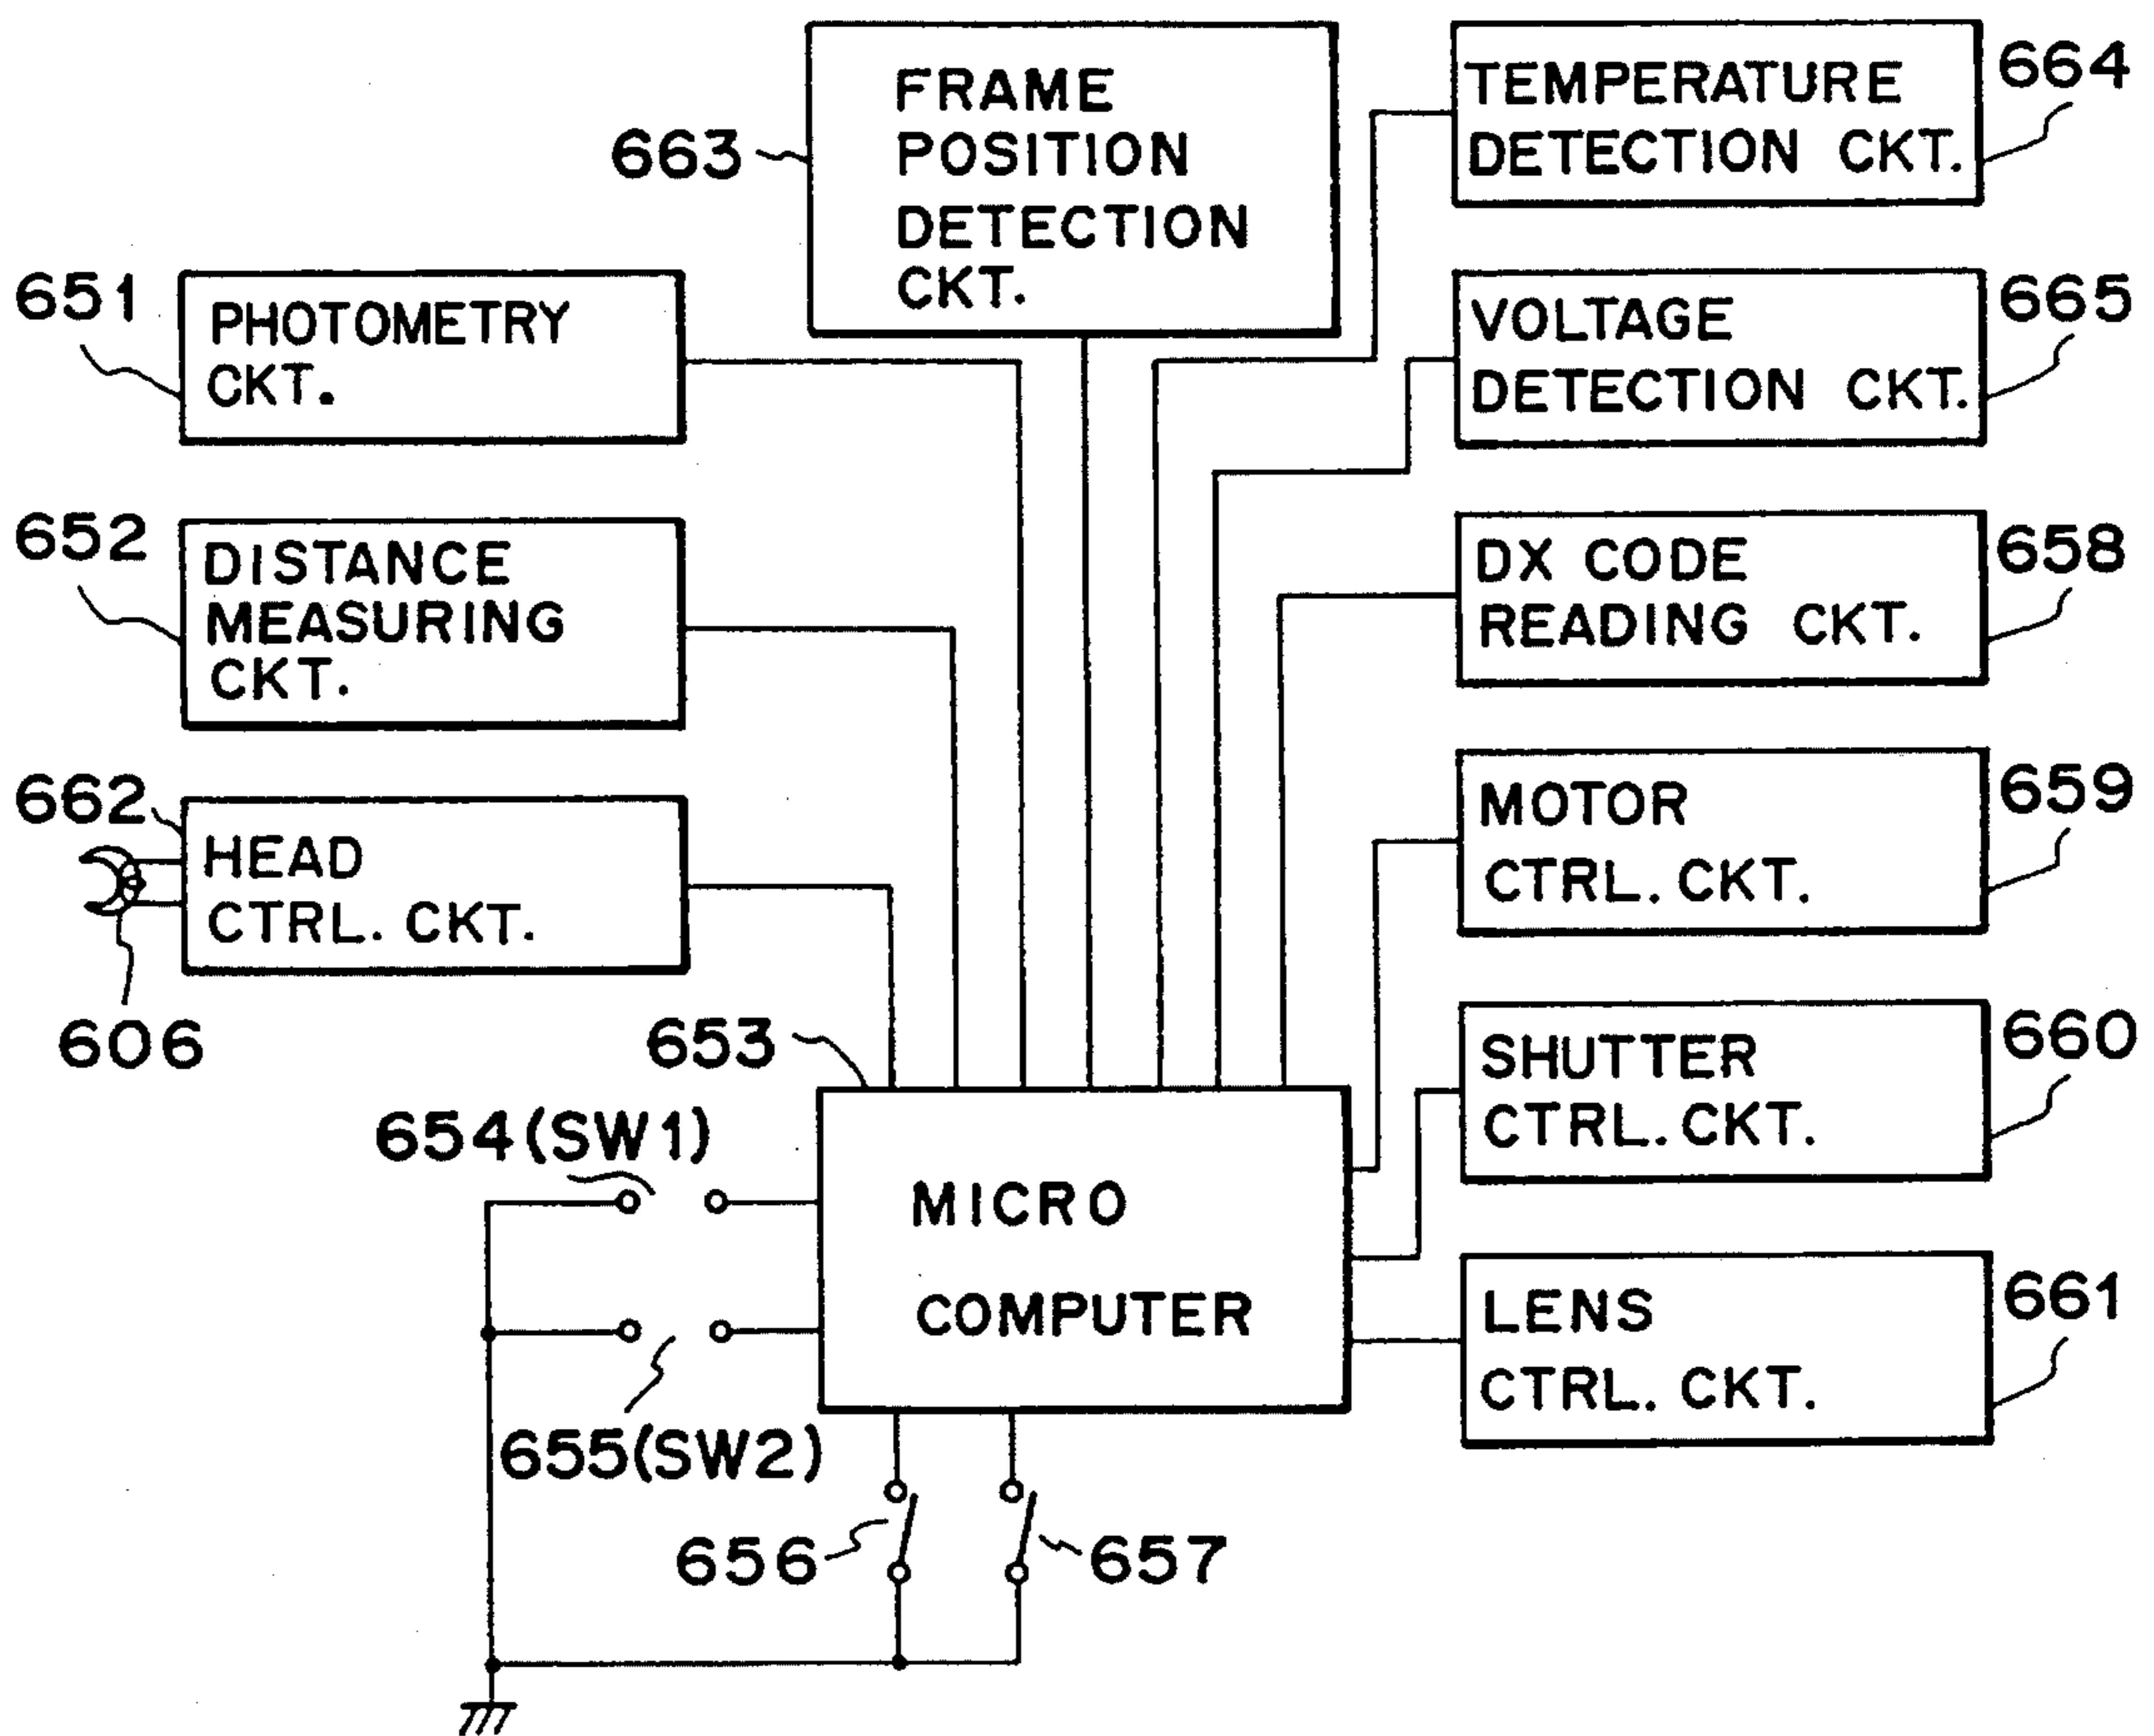 663
FRAME
POSITION
DETECTION
CKT.
TEMPERATURE
DETECTION CKT.
664
651
PHOTOMETRY
CKT.
VOLTAGE
DETECTION CKT.
665
652
DISTANCE
MEASURING
CKT.
DX CODE
READING CKT.
658
662
HEAD
CTRL. CKT.
606
MOTOR
CTRL. CKT.
659
653
SHUTTER
CTRL. CKT.
660
654(SW1)
MICRO
COMPUTER
LENS
CTRL. CKT.
661
655(SW2)
656
657